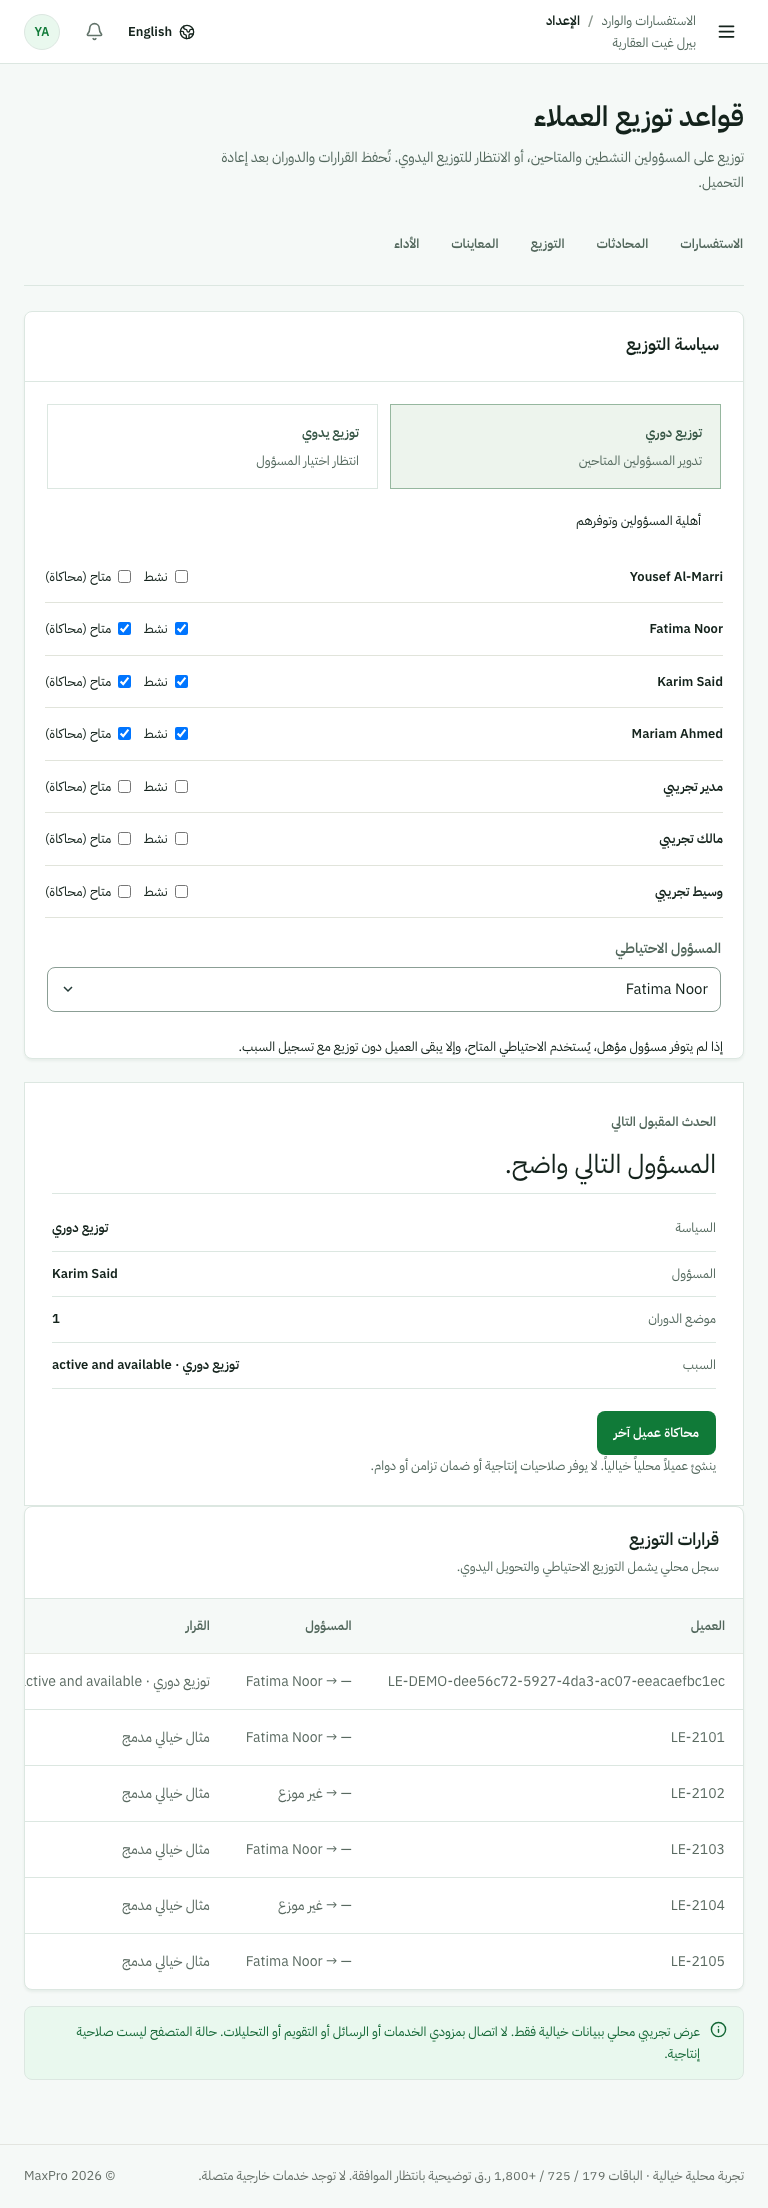 الاستفسارات والوارد / الإعداد
بيرل غيت العقارية
English
YA
قواعد توزيع العملاء
توزيع على المسؤولين النشطين والمتاحين، أو الانتظار للتوزيع اليدوي. تُحفظ القرارات والدوران بعد إعادة
التحميل.
الاستفسارات المحادثات التوزيع المعاينات الأداء
سياسة التوزيع
توزيع دوري
تدوير المسؤولين المتاحين
توزيع يدوي
انتظار اختيار المسؤول
أهلية المسؤولين وتوفرهم
Yousef Al-Marri نشط متاح (محاكاة)
Fatima Noor نشط متاح (محاكاة)
Karim Said نشط متاح (محاكاة)
Mariam Ahmed نشط متاح (محاكاة)
مدير تجريبي نشط متاح (محاكاة)
مالك تجريبي نشط متاح (محاكاة)
وسيط تجريبي نشط متاح (محاكاة)
المسؤول الاحتياطي
Fatima Noor
إذا لم يتوفر مسؤول مؤهل، يُستخدم الاحتياطي المتاح، وإلا يبقى العميل دون توزيع مع تسجيل السبب.
الحدث المقبول التالي
المسؤول التالي واضح.
السياسة توزيع دوري
المسؤول Karim Said
موضع الدوران 1
السبب توزيع دوري · active and available
محاكاة عميل آخر
ينشئ عميلاً محلياً خيالياً. لا يوفر صلاحيات إنتاجية أو ضمان تزامن أو دوام.
قرارات التوزيع
سجل محلي يشمل التوزيع الاحتياطي والتحويل اليدوي.
العميل المسؤول القرار
LE-DEMO-dee56c72-5927-4da3-ac07-eeacaefbc1ec — → Fatima Noor توزيع دوري · ctive and available
LE-2101 — → Fatima Noor مثال خيالي مدمج
LE-2102 — → غير موزع مثال خيالي مدمج
LE-2103 — → Fatima Noor مثال خيالي مدمج
LE-2104 — → غير موزع مثال خيالي مدمج
LE-2105 — → Fatima Noor مثال خيالي مدمج
عرض تجريبي محلي ببيانات خيالية فقط. لا اتصال بمزودي الخدمات أو الرسائل أو التقويم أو التحليلات. حالة المتصفح ليست صلاحية
إنتاجية.
تجربة محلية خيالية · الباقات 179 / 725 / +1,800 ر.ق توضيحية بانتظار الموافقة. لا توجد خدمات خارجية متصلة.
© 2026 MaxPro